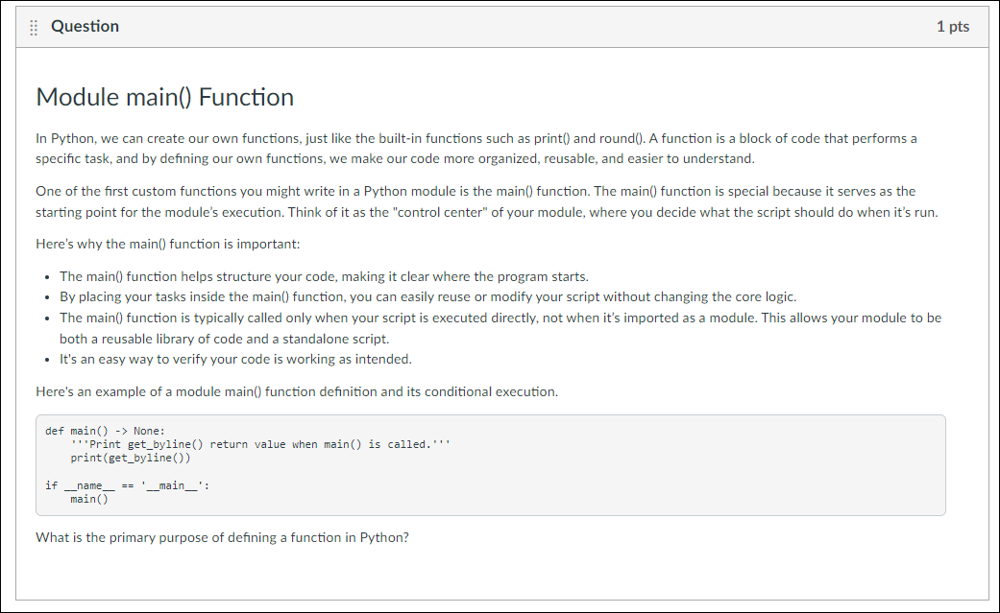 Question 1 pts
Module main() Function
In Python, we can create our own functions, just like the built-in functions such as print() and round(). A function is a block of code that performs a
specific task, and by defining our own functions, we make our code more organized, reusable, and easier to understand.
One of the first custom functions you might write in a Python module is the main() function. The main() function is special because it serves as the
starting point for the module’s execution. Think of it as the "control center" of your module, where you decide what the script should do when it’s run.
Here’s why the main() function is important:
• The main() function helps structure your code, making it clear where the program starts.
• By placing your tasks inside the main() function, you can easily reuse or modify your script without changing the core logic.
• The main() function is typically called only when your script is executed directly, not when it’s imported as a module. This allows your module to be
both a reusable library of code and a standalone script.
• It's an easy way to verify your code is working as intended.
Here's an example of a module main() function definition and its conditional execution.
def main() -> None:
    '''Print get_byline() return value when main() is called.'''
    print(get_byline())
if __name__ == '__main__':
    main()
What is the primary purpose of defining a function in Python?